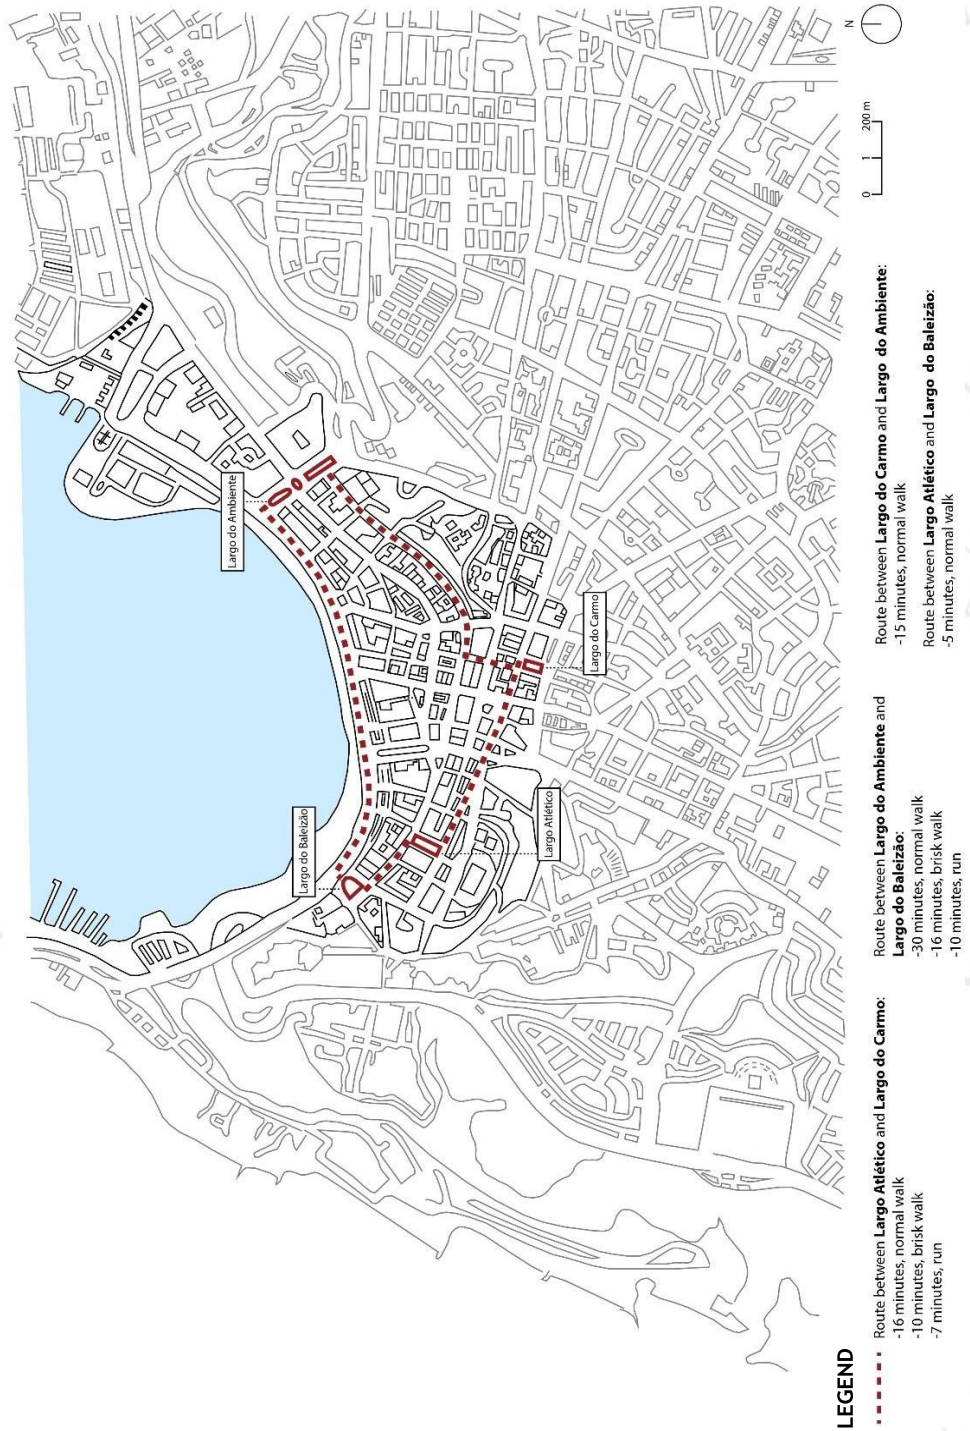 Largo do Baleizão
Largo do Ambiente
Largo Atlético
Largo do Carmo
LEGEND
Route between Largo Atlético and Largo do Carmo:
-16 minutes, normal walk
-10 minutes, brisk walk
-7 minutes, run
Route between Largo do Ambiente and
Largo do Baleizão:
-30 minutes, normal walk
-16 minutes, brisk walk
-10 minutes, run
Route between Largo do Carmo and Largo do Ambiente:
-15 minutes, normal walk
Route between Largo Atlético and Largo do Baleizão:
-5 minutes, normal walk
0 1 200 m
N